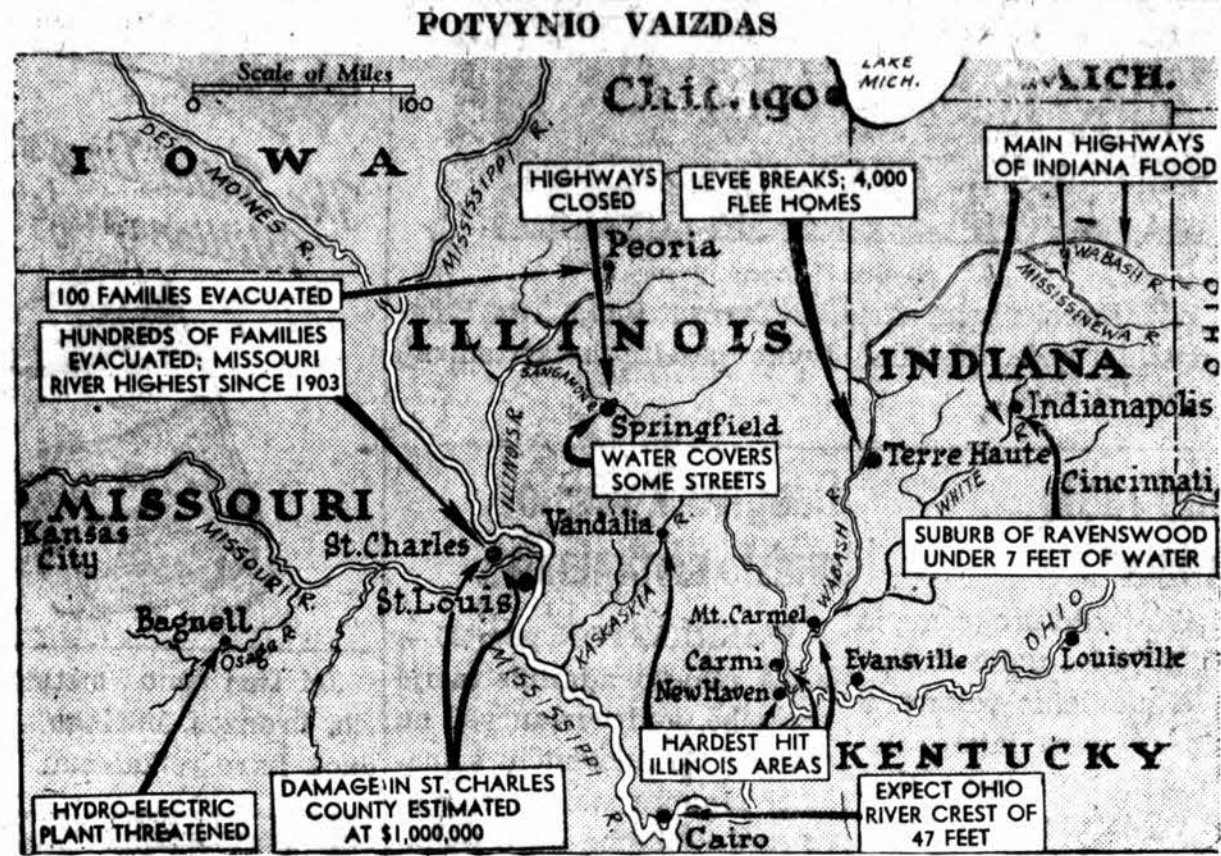 POTVYNIO VAIZDAS
Scale of Miles
0 100
LAKE
MICH.
MICH.
Chicago
IOWA
DES MOINES R.
MISSISSIPPI R.
HIGHWAYS
CLOSED
LEVEE BREAKS; 4,000
FLEE HOMES
MAIN HIGHWAYS
OF INDIANA FLOOD
Peoria
WABASH R.
MISSISSINEWA R.
OHIO
100 FAMILIES EVACUATED
HUNDREDS OF FAMILIES
EVACUATED; MISSOURI
RIVER HIGHEST SINCE 1903
ILLINOIS
INDIANA
SANGAMON R.
Springfield
Indianapolis
WATER COVERS
SOME STREETS
Terre Haute
Cincinnati
ILLINOIS R.
WHITE R.
MISSOURI
Kansas
City
MISSOURI R.
St. Charles
St. Louis
Vandalia
KASKASKIA R.
WABASH R.
SUBURB OF RAVENSWOOD
UNDER 7 FEET OF WATER
Bagnell
Osage R.
Mt. Carmel
Carmi
New Haven
Evansville
OHIO
Louisville
MISSISSIPPI R.
HARDEST HIT
ILLINOIS AREAS
KENTUCKY
HYDRO-ELECTRIC
PLANT THREATENED
DAMAGE IN ST. CHARLES
COUNTY ESTIMATED
AT $1,000,000
Cairo
EXPECT OHIO
RIVER CREST OF
47 FEET